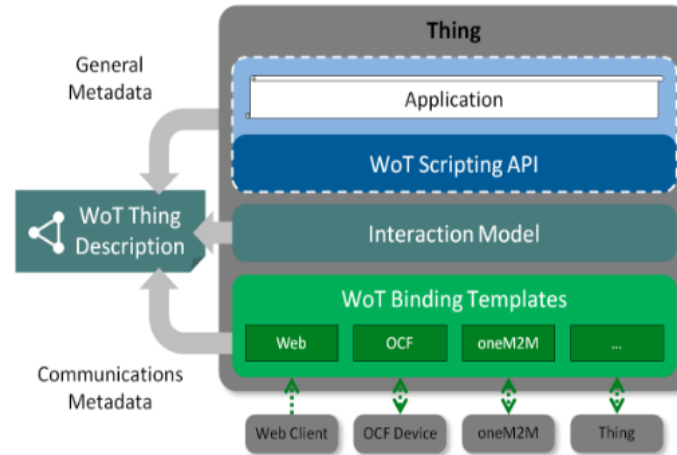 Thing
General
Metadata
Application
WoT Scripting API
WoT Thing
Description
Interaction Model
WoT Binding Templates
Web
OCF
oneM2M
...
Communications
Metadata
Web Client
OCF Device
oneM2M
Thing